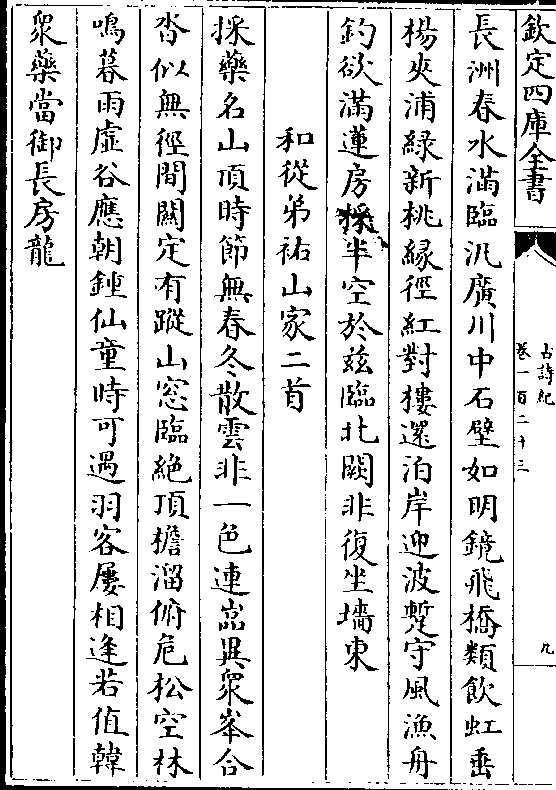 欽定四庫全書
古詩紀
卷一百二十三
九
長洲春水滿臨汎廣川中石壁如明鏡飛橋類飲虹垂
楊夾浦綠新桃緣徑紅對樓還泊岸迎波蹔守風漁舟
釣欲滿蓮房採半空於兹臨北闕非復坐墻東
和從弟祐山家二首
採藥名山頂時節無春冬散雲非一色連嵓異衆峯合
沓似無徑間關定有蹤山窓臨絶頂檐溜俯危松空林
鳴暮雨虚谷應朝鍾仙童時可遇羽客屢相逢若值韓
衆藥當御長房龍